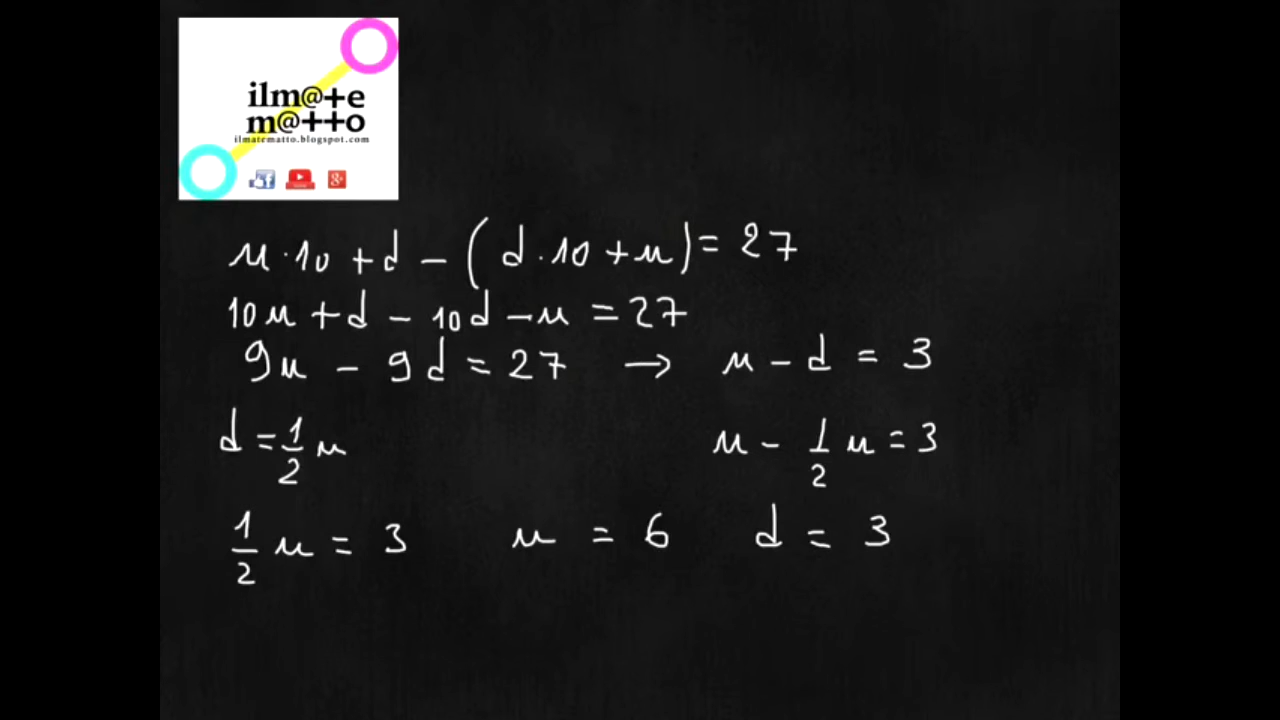 ilm@+e
m@++o
ilmatematto.blogspot.com
u·10 + d − (d·10 + u) = 27
10u + d − 10d − u = 27
9u − 9d = 27 → u − d = 3
d = 1/2 u u − 1/2 u = 3
1/2 u = 3 u = 6 d = 3